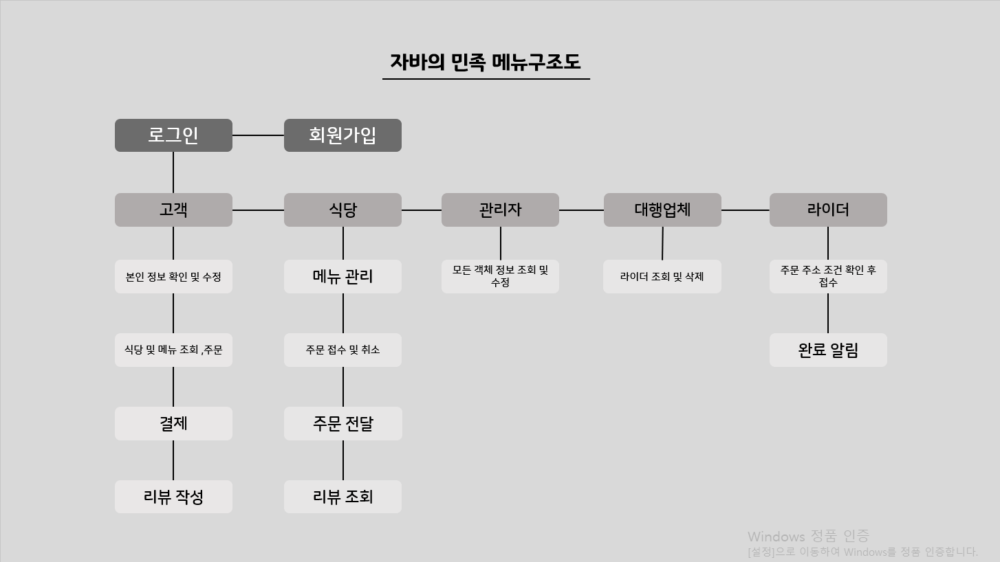 자바의 민족 메뉴구조도
로그인
회원가입
고객
식당
관리자
대행업체
라이더
본인 정보 확인 및 수정
메뉴 관리
모든 객체 정보 조회 및
수정
라이더 조회 및 삭제
주문 주소 조건 확인 후
접수
식당 및 메뉴 조회 ,주문
주문 접수 및 취소
완료 알림
결제
주문 전달
리뷰 작성
리뷰 조회
Windows 정품 인증
[설정]으로 이동하여 Windows를 정품 인증합니다.